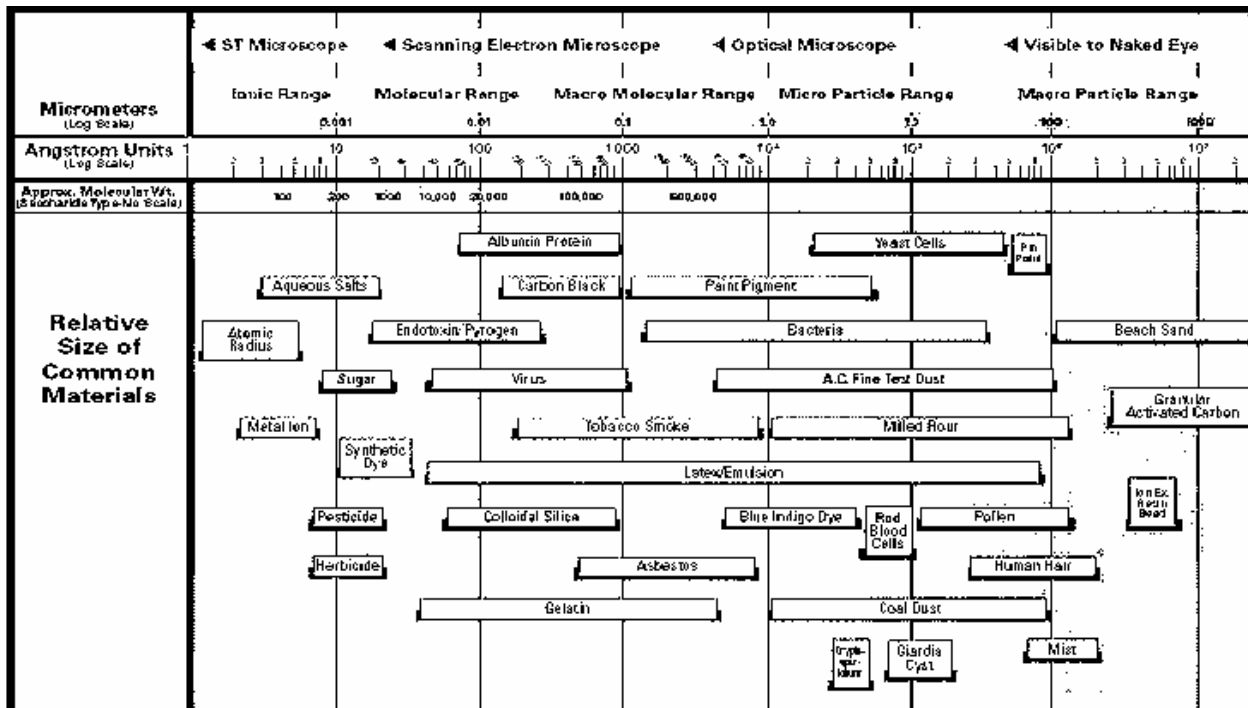 ◄ ST Microscope ◄ Scanning Electron Microscope ◄ Optical Microscope ◄ Visible to Naked Eye
Ionic Range Molecular Range Macro Molecular Range Micro Particle Range Macro Particle Range
Micrometers
(Log Scale)
0.001 0.01 0.1 1.0 10 100 1000
Angstrom Units
(Log Scale)
1 10 100 1000 10⁴ 10⁵ 10⁶ 10⁷
Approx. Molecular Wt.
(Saccharide Type-No Scale)
100 200 1000 10,000 20,000 100,000 500,000
Relative
Size of
Common
Materials
Albumin Protein
Yeast Cells
Pin
Point
Aqueous Salts
Carbon Black
Paint Pigment
Atomic
Radius
Endotoxin/Pyrogen
Bacteria
Beach Sand
Sugar
Virus
A.C. Fine Test Dust
Granular
Activated Carbon
Metal Ion
Tobacco Smoke
Milled Flour
Synthetic
Dye
Latex/Emulsion
Ion Ex.
Resin
Bead
Pesticide
Colloidal Silica
Blue Indigo Dye
Red
Blood
Cells
Pollen
Herbicide
Asbestos
Human Hair
Gelatin
Coal Dust
Giardia
Cyst
Mist